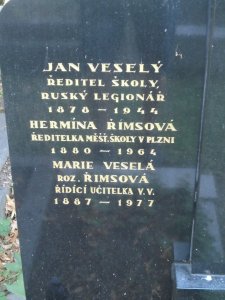 JAN VESELÝ
ŘEDITEL ŠKOLY,
RUSKÝ LEGIONÁŘ
1878 – 1944
HERMÍNA ŘÍMSOVÁ
ŘEDITELKA MĚŠŤ. ŠKOLY V PLZNI
1880 – 1964
MARIE VESELÁ
ROZ. ŘÍMSOVÁ
ŘÍDÍCÍ UČITELKA V.V.
1887 – 1977